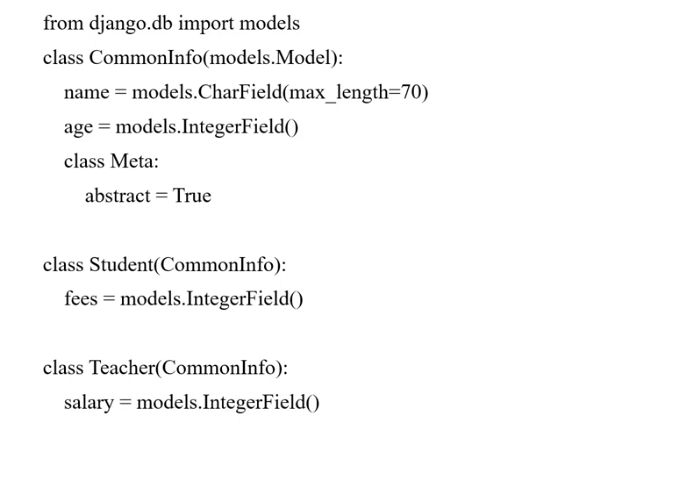 from django.db import models
class CommonInfo(models.Model):
name = models.CharField(max_length=70)
age = models.IntegerField()
class Meta:
abstract = True
class Student(CommonInfo):
fees = models.IntegerField()
class Teacher(CommonInfo):
salary = models.IntegerField()